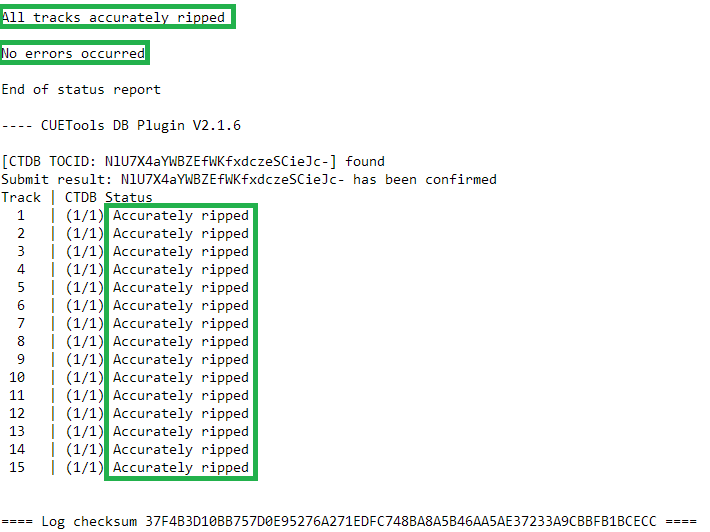 All tracks accurately ripped
No errors occurred
End of status report
---- CUETools DB Plugin V2.1.6
[CTDB TOCID: NlU7X4aYWBZEfWKfxdczeSCieJc-] found
Submit result: NlU7X4aYWBZEfWKfxdczeSCieJc- has been confirmed
Track | CTDB Status
1 | (1/1) Accurately ripped
2 | (1/1) Accurately ripped
3 | (1/1) Accurately ripped
4 | (1/1) Accurately ripped
5 | (1/1) Accurately ripped
6 | (1/1) Accurately ripped
7 | (1/1) Accurately ripped
8 | (1/1) Accurately ripped
9 | (1/1) Accurately ripped
10 | (1/1) Accurately ripped
11 | (1/1) Accurately ripped
12 | (1/1) Accurately ripped
13 | (1/1) Accurately ripped
14 | (1/1) Accurately ripped
15 | (1/1) Accurately ripped
==== Log checksum 37F4B3D10BB757D0E95276A271EDFC748BA8A5B46AA5AE37233A9CBBFB1BCECC ====